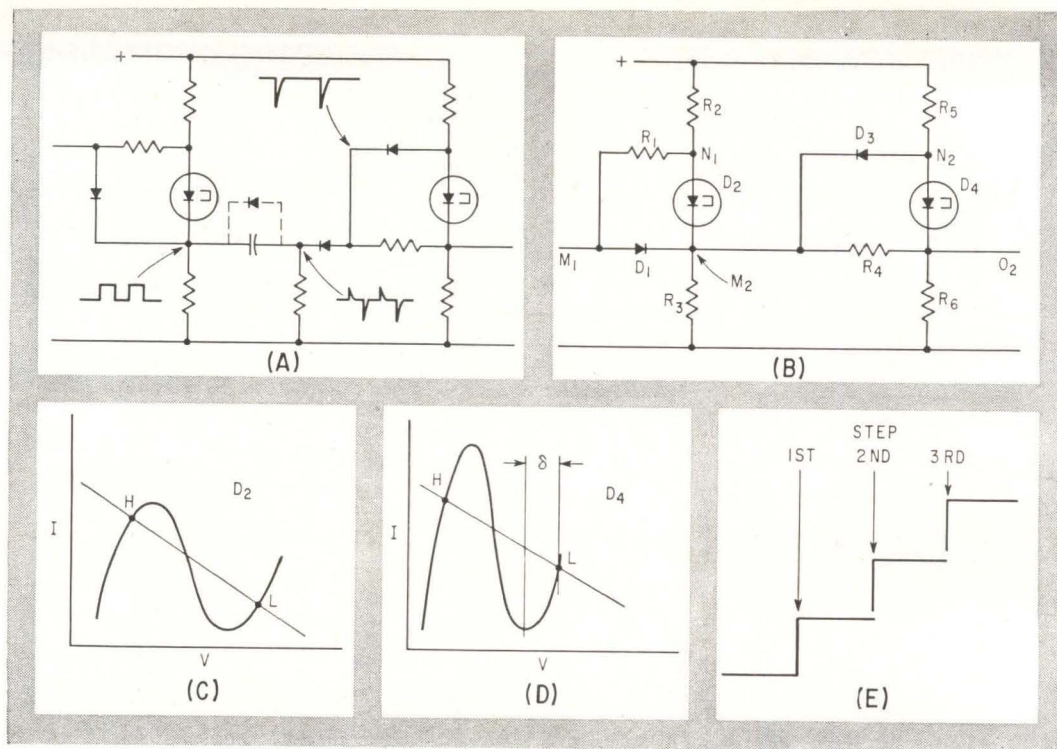 +
(A)
+
R2
R5
R1
N1
D3
N2
D2
D4
M1
D1
M2
R4
O2
R3
R6
(B)
D2
H
I
L
V
(C)
δ
H
D4
I
L
V
(D)
STEP
1ST 2ND 3RD
(E)